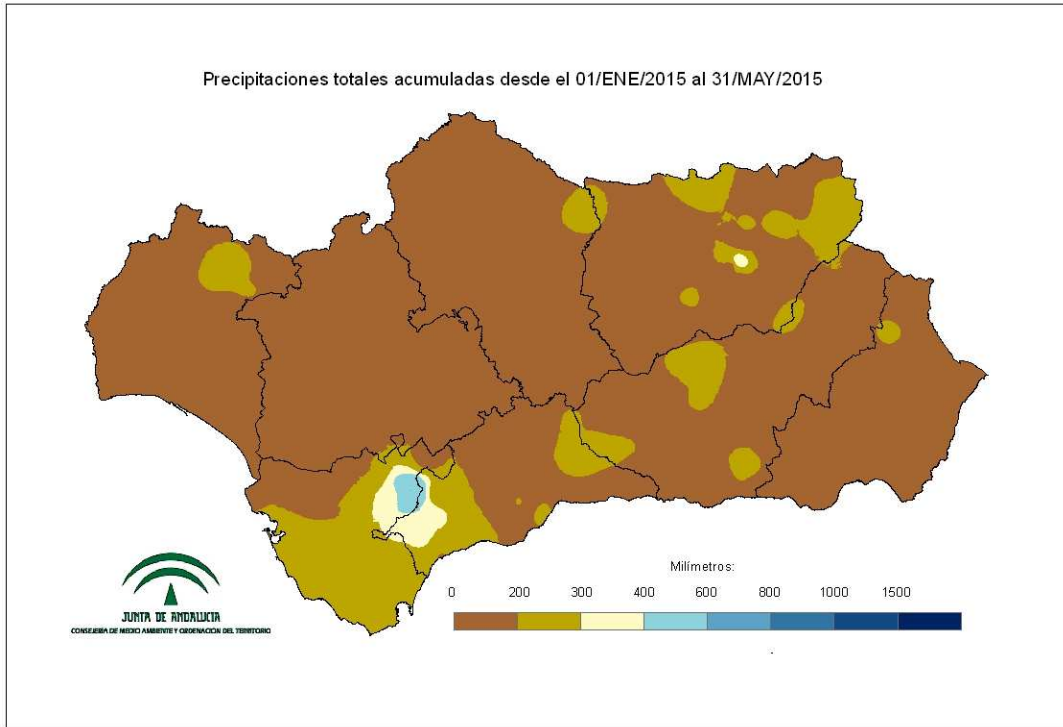 Precipitaciones totales acumuladas desde el 01/ENE/2015 al 31/MAY/2015
Milímetros:
0 200 300 400 600 800 1000 1500
JUNTA DE ANDALUCIA
CONSEJERIA DE MEDIO AMBIENTE Y ORDENACION DEL TERRITORIO